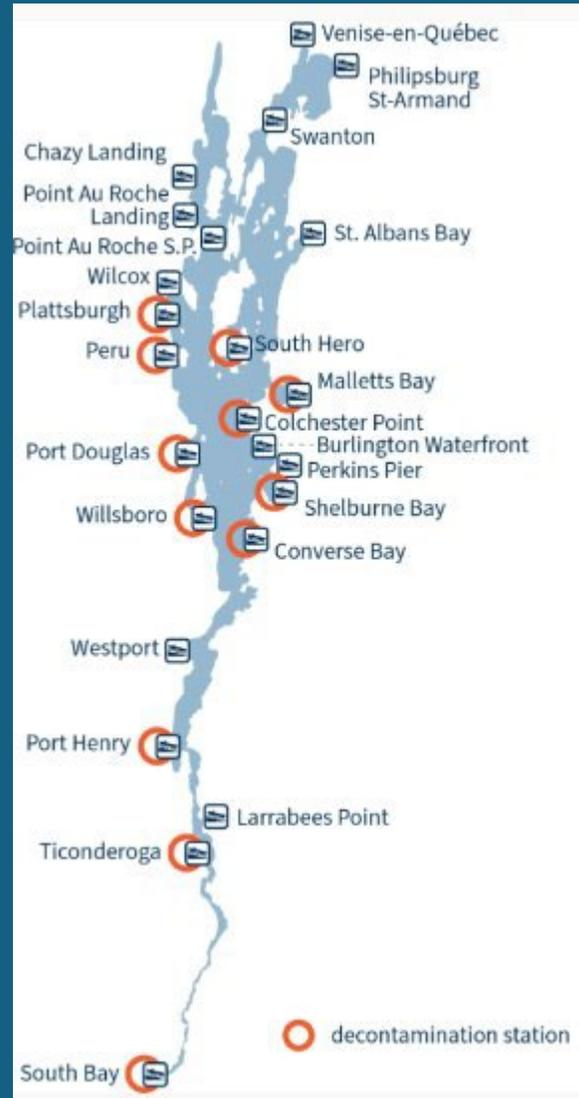 Venise-en-Québec
Philipsburg
St-Armand
Swanton
Chazy Landing
Point Au Roche
Landing
Point Au Roche S.P.
St. Albans Bay
Wilcox
Plattsburgh
Peru
South Hero
Malletts Bay
Colchester Point
Burlington Waterfront
Port Douglas
Perkins Pier
Shelburne Bay
Willsboro
Converse Bay
Westport
Port Henry
Larrabees Point
Ticonderoga
decontamination station
South Bay